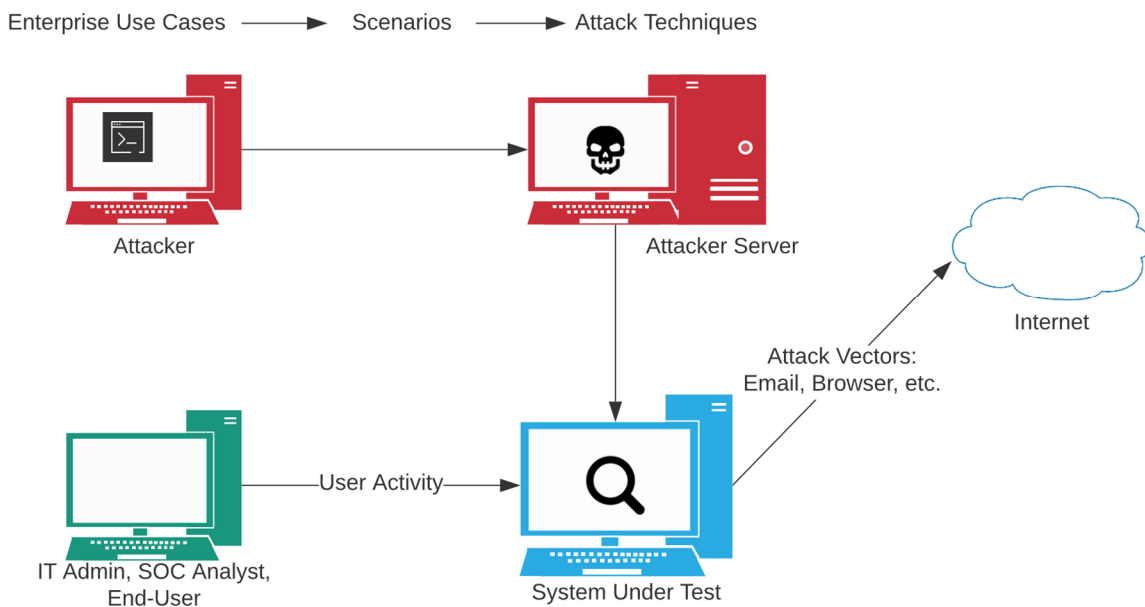 Enterprise Use Cases
Scenarios
Attack Techniques
>_
Attacker
Attacker Server
Internet
Attack Vectors:
Email, Browser, etc.
User Activity
IT Admin, SOC Analyst,
End-User
System Under Test